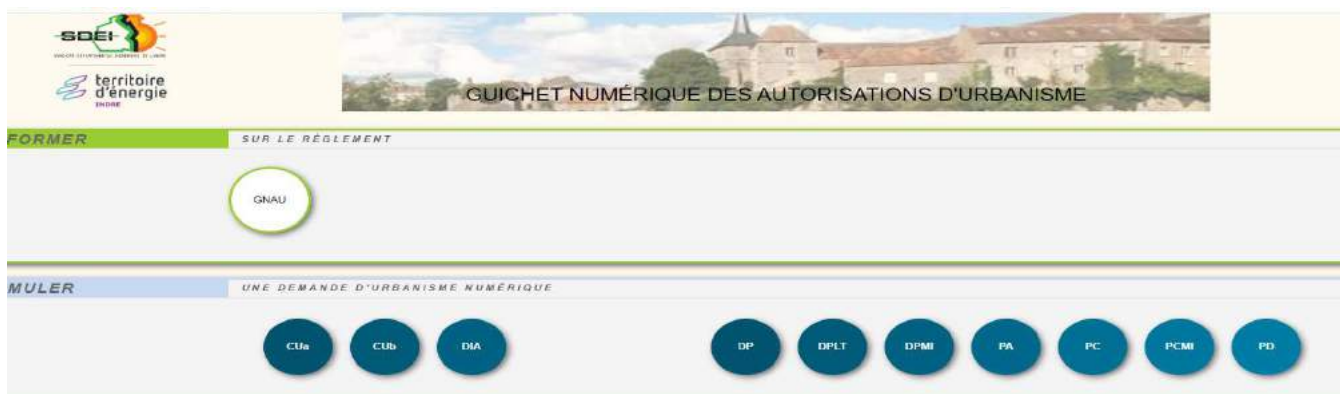 SDEI
territoire
d'énergie
INDRE
GUICHET NUMÉRIQUE DES AUTORISATIONS D'URBANISME
FORMER
SUR LE RÈGLEMENT
GNAU
MULER
UNE DEMANDE D'URBANISME NUMÉRIQUE
CUa
CUb
DIA
DP
DPLT
DPMI
PA
PC
PCMI
PD